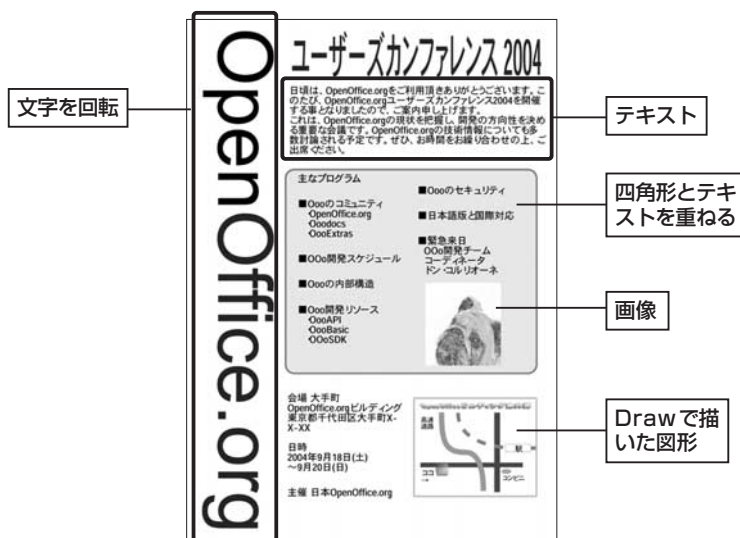 文字を回転
OpenOffice.org
ユーザーズカンファレンス 2004
日頃は、OpenOffice.orgをご利用頂きありがとうございます。こ
のたび、OpenOffice.orgユーザーズカンファレンス2004を開催
する事となりましたので、ご案内申し上げます。
これは、OpenOffice.orgの現状を把握し、開発の方向性を決め
る重要な会議です。OpenOffice.orgの技術情報についても多
数討論される予定です。ぜひ、お時間をお繰り合わせの上、ご
出席ください。
テキスト
主なプログラム
■Oooのコミュニティ
・OpenOffice.org
・Ooodocs
・OooExtras
■OOo開発スケジュール
■Oooの内部構造
■Ooo開発リソース
・OooAPI
・OooBasic
・OOoSDK
■Oooのセキュリティ
■日本語版と国際対応
■緊急来日
OOo開発チーム
コーディネータ
ドン・コルリオーネ
四角形とテキ
ストを重ねる
画像
会場 大手町
OpenOffice.orgビルディング
東京都千代田区大手町X-
X-XX
日時
2004年9月18日(土)
～9月20日(日)
主催 日本OpenOffice.org
高速
道路
駅
ココ
コンビニ
Drawで描
いた図形